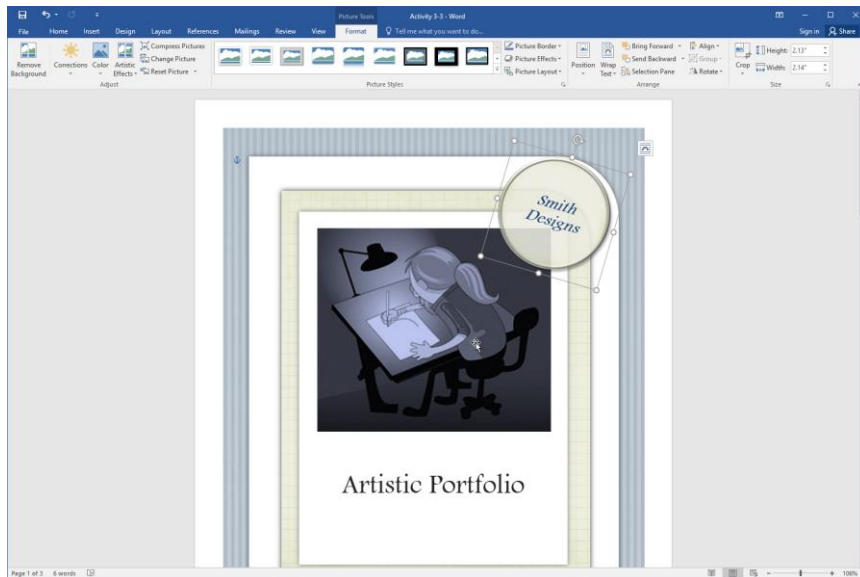 Picture Tools
Activity 3-3 - Word
File Home Insert Design Layout References Mailings Review View Format Tell me what you want to do...
Sign in Share
Remove Background
Corrections
Color
Artistic Effects
Compress Pictures
Change Picture
Reset Picture
Adjust
Picture Styles
Picture Border
Picture Effects
Picture Layout
Position
Wrap Text
Bring Forward
Send Backward
Selection Pane
Align
Group
Rotate
Arrange
Crop
Height: 2.13"
Width: 2.14"
Size
Smith
Designs
Artistic Portfolio
Page 1 of 3 6 words
108%